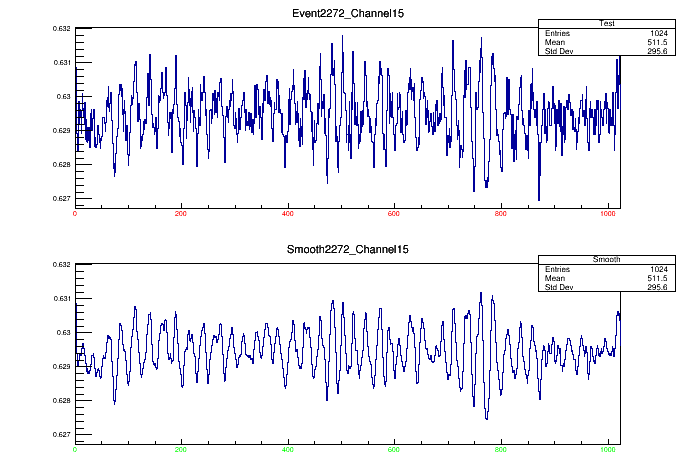 Event2272_Channel15
Test
Entries 1024
Mean 511.5
Std Dev 295.6
0.632
0.631
0.63
0.629
0.628
0.627
0 200 400 600 800 1000
Smooth2272_Channel15
Smooth
Entries 1024
Mean 511.5
Std Dev 295.6
0.632
0.631
0.63
0.629
0.628
0.627
0 200 400 600 800 1000